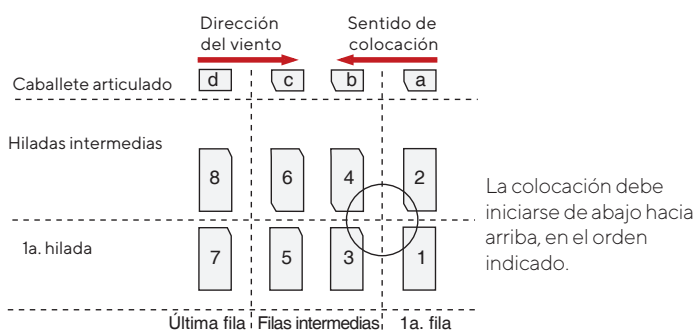 Dirección
del viento
Sentido de
colocación
Caballete articulado
d
c
b
a
Hiladas intermedias
8
6
4
2
La colocación debe
iniciarse de abajo hacia
arriba, en el orden
indicado.
1a. hilada
7
5
3
1
Última fila
Filas intermedias
1a. fila